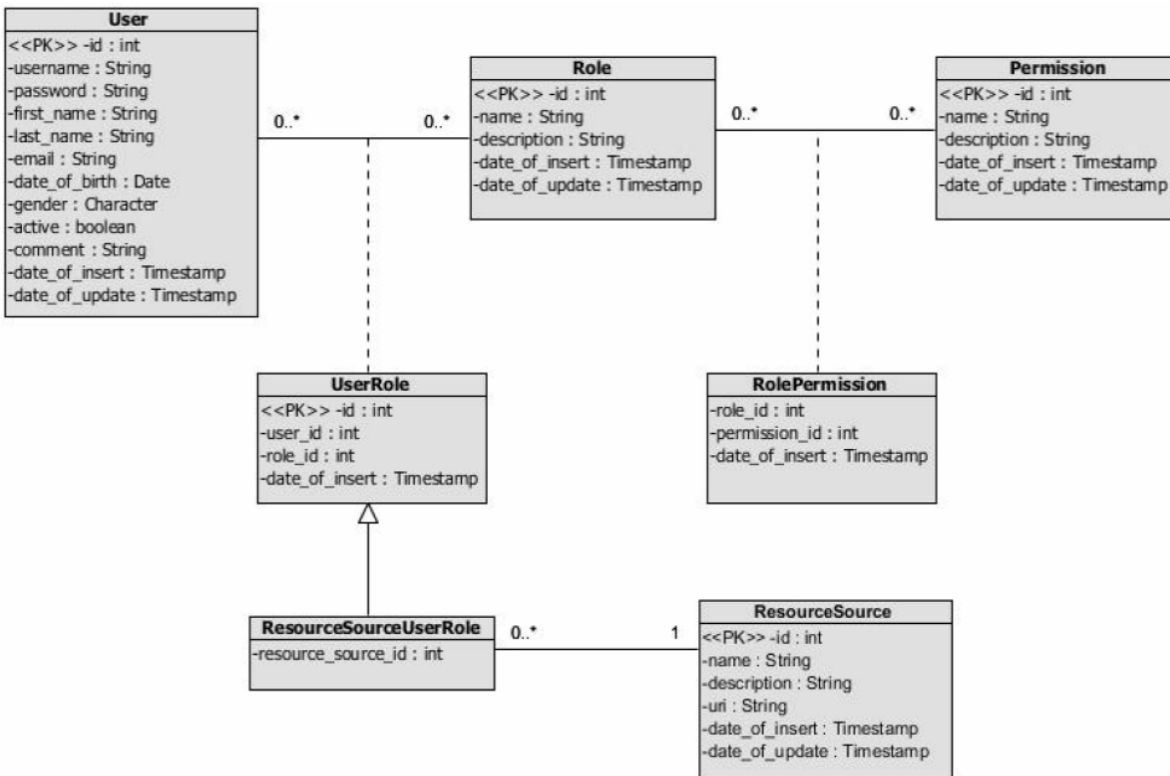 User
<<PK>> -id : int
-username : String
-password : String
-first_name : String
-last_name : String
-email : String
-date_of_birth : Date
-gender : Character
-active : boolean
-comment : String
-date_of_insert : Timestamp
-date_of_update : Timestamp
0..*
0..*
Role
<<PK>> -id : int
-name : String
-description : String
-date_of_insert : Timestamp
-date_of_update : Timestamp
0..*
0..*
Permission
<<PK>> -id : int
-name : String
-description : String
-date_of_insert : Timestamp
-date_of_update : Timestamp
UserRole
<<PK>> -id : int
-user_id : int
-role_id : int
-date_of_insert : Timestamp
RolePermission
-role_id : int
-permission_id : int
-date_of_insert : Timestamp
ResourceSourceUserRole
-resource_source_id : int
0..*
1
ResourceSource
<<PK>> -id : int
-name : String
-description : String
-uri : String
-date_of_insert : Timestamp
-date_of_update : Timestamp